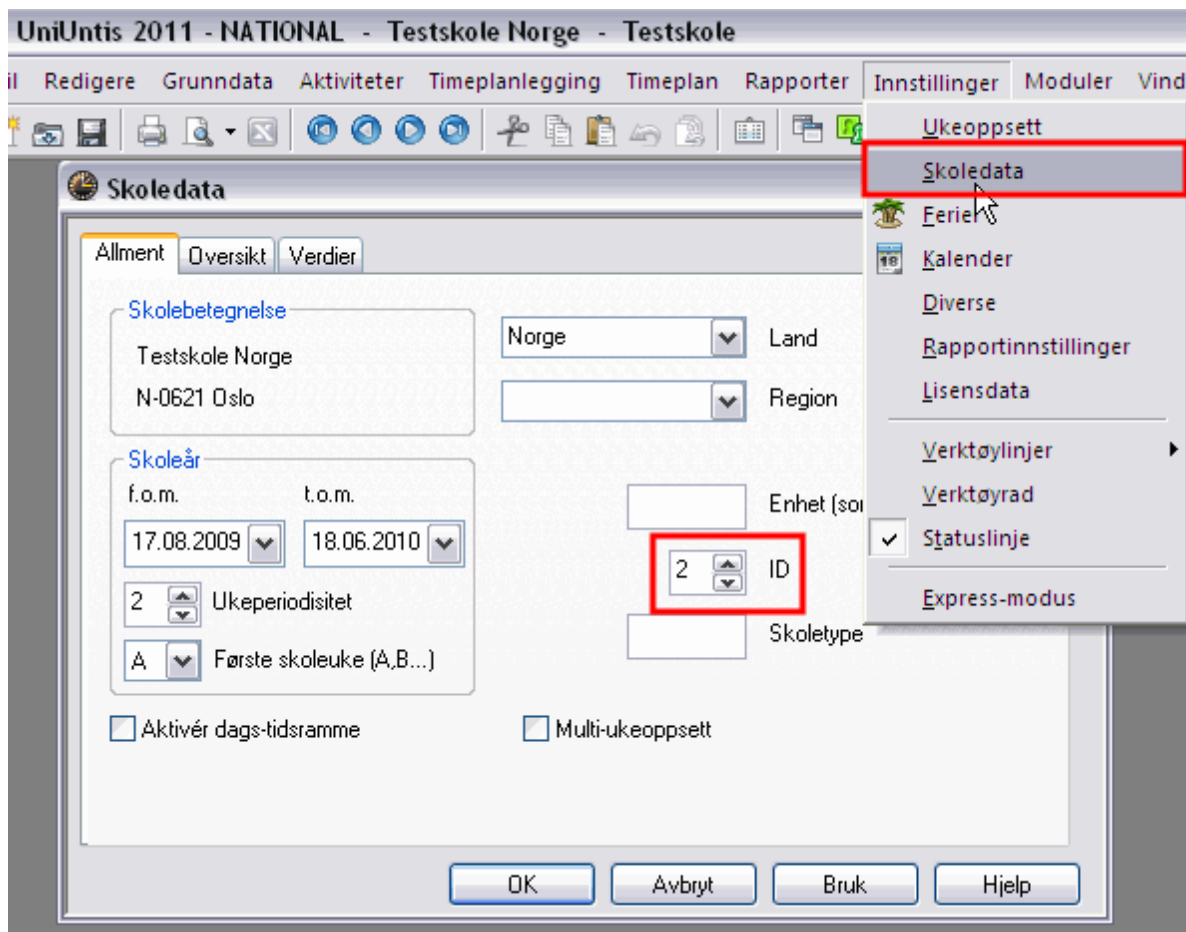 UniUntis 2011 - NATIONAL - Testskole Norge - Testskole
il Redigere Grunndata Aktiviteter Timeplanlegging Timeplan Rapporter Innstillinger Moduler Vind
Ukeoppsett
Skoledata
Ferier
Kalender
18
Diverse
Rapportinnstillinger
Lisensdata
Verktøylinjer
Verktøyrad
Statuslinje
Express-modus
Skoledata
Allment Oversikt Verdier
Skolebetegnelse
Testskole Norge
N-0621 Oslo
Norge Land
Region
Skoleår
f.o.m. t.o.m.
17.08.2009 18.06.2010
2 Ukeperiodisitet
A Første skoleuke (A,B...)
Enhet (sor
2 ID
Skoletype
Aktivér dags-tidsramme Multi-ukeoppsett
OK Avbryt Bruk Hjelp